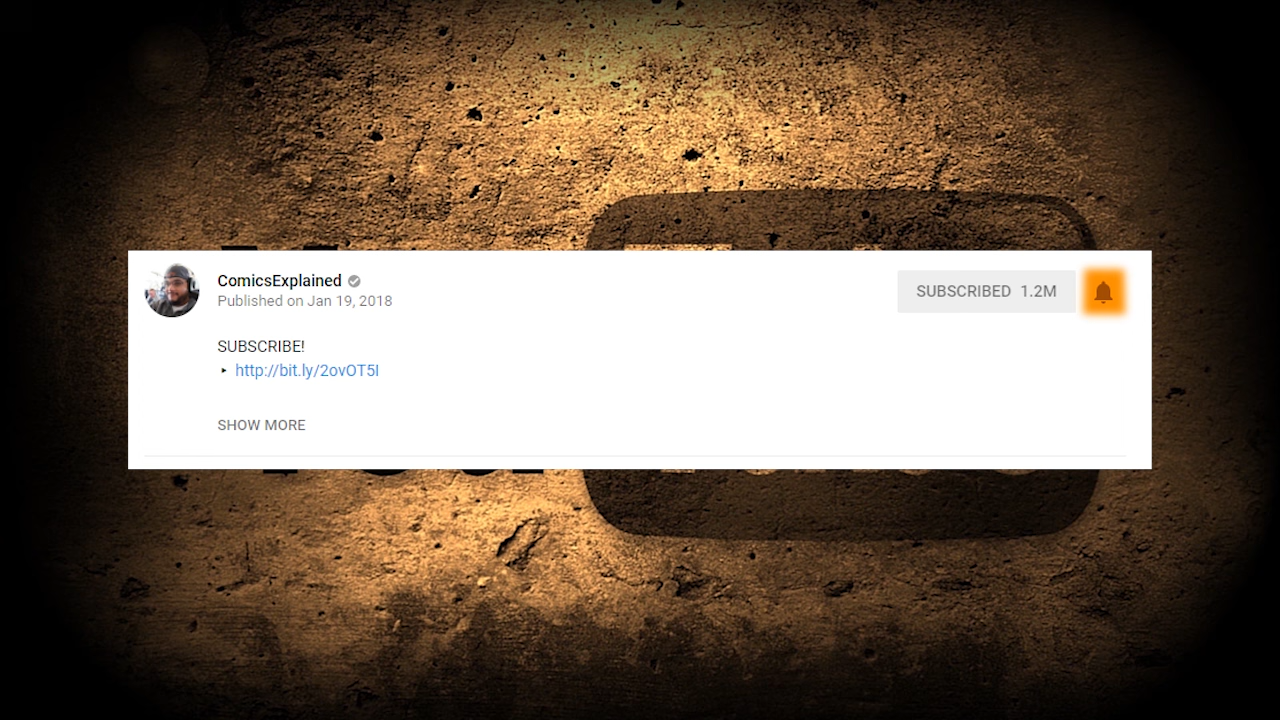 ComicsExplained
SUBSCRIBED 1.2M
Published on Jan 19, 2018
SUBSCRIBE!
‣ http://bit.ly/2ovOT5I
SHOW MORE